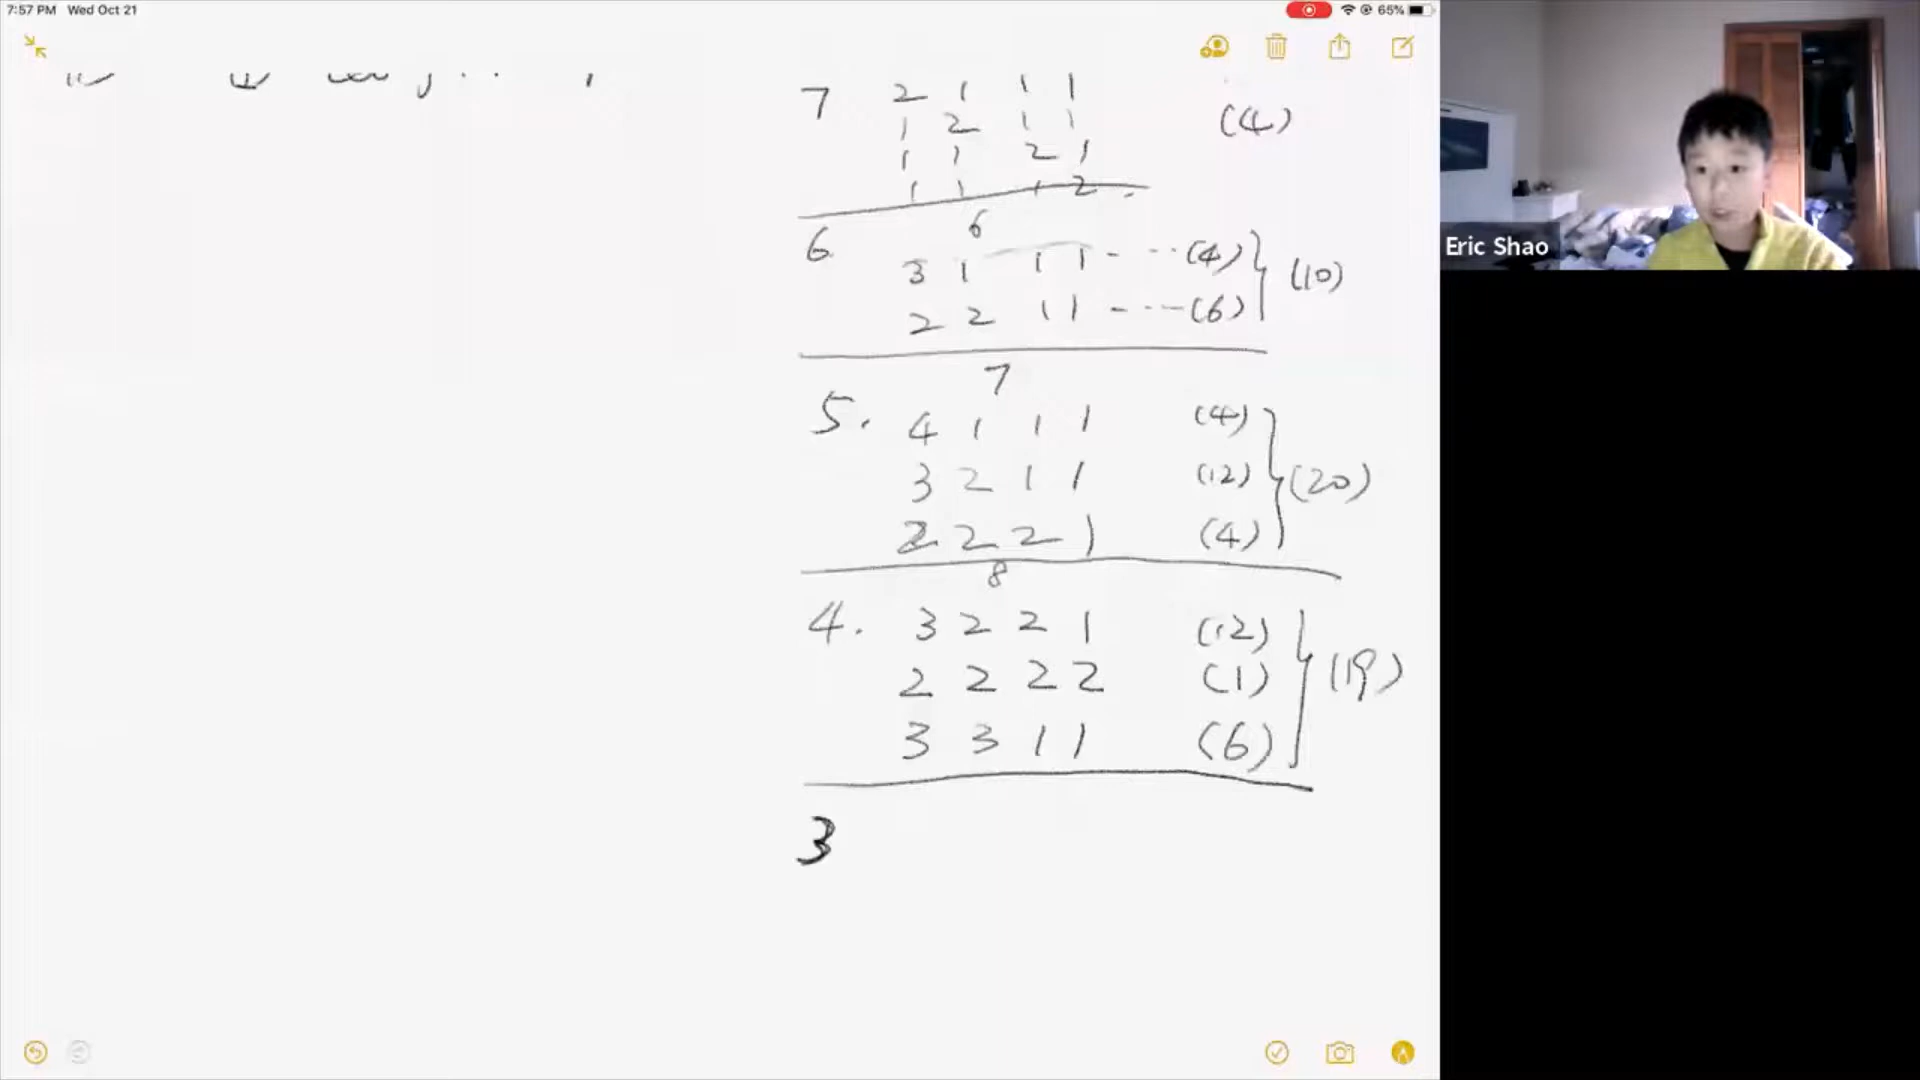 7:57 PM Wed Oct 21
65%
7 2 1 1 1
1 2 1 1 (4)
1 1 2 1
1 1 1 2
6
6. 3 1 1 1 - - - (4)
2 2 1 1 - - - - (6) (10)
7
5. 4 1 1 1 (4)
3 2 1 1 (12) (20)
2 2 2 1 (4)
8
4. 3 2 2 1 (12)
2 2 2 2 (1) (19)
3 3 1 1 (6)
3
Eric Shao